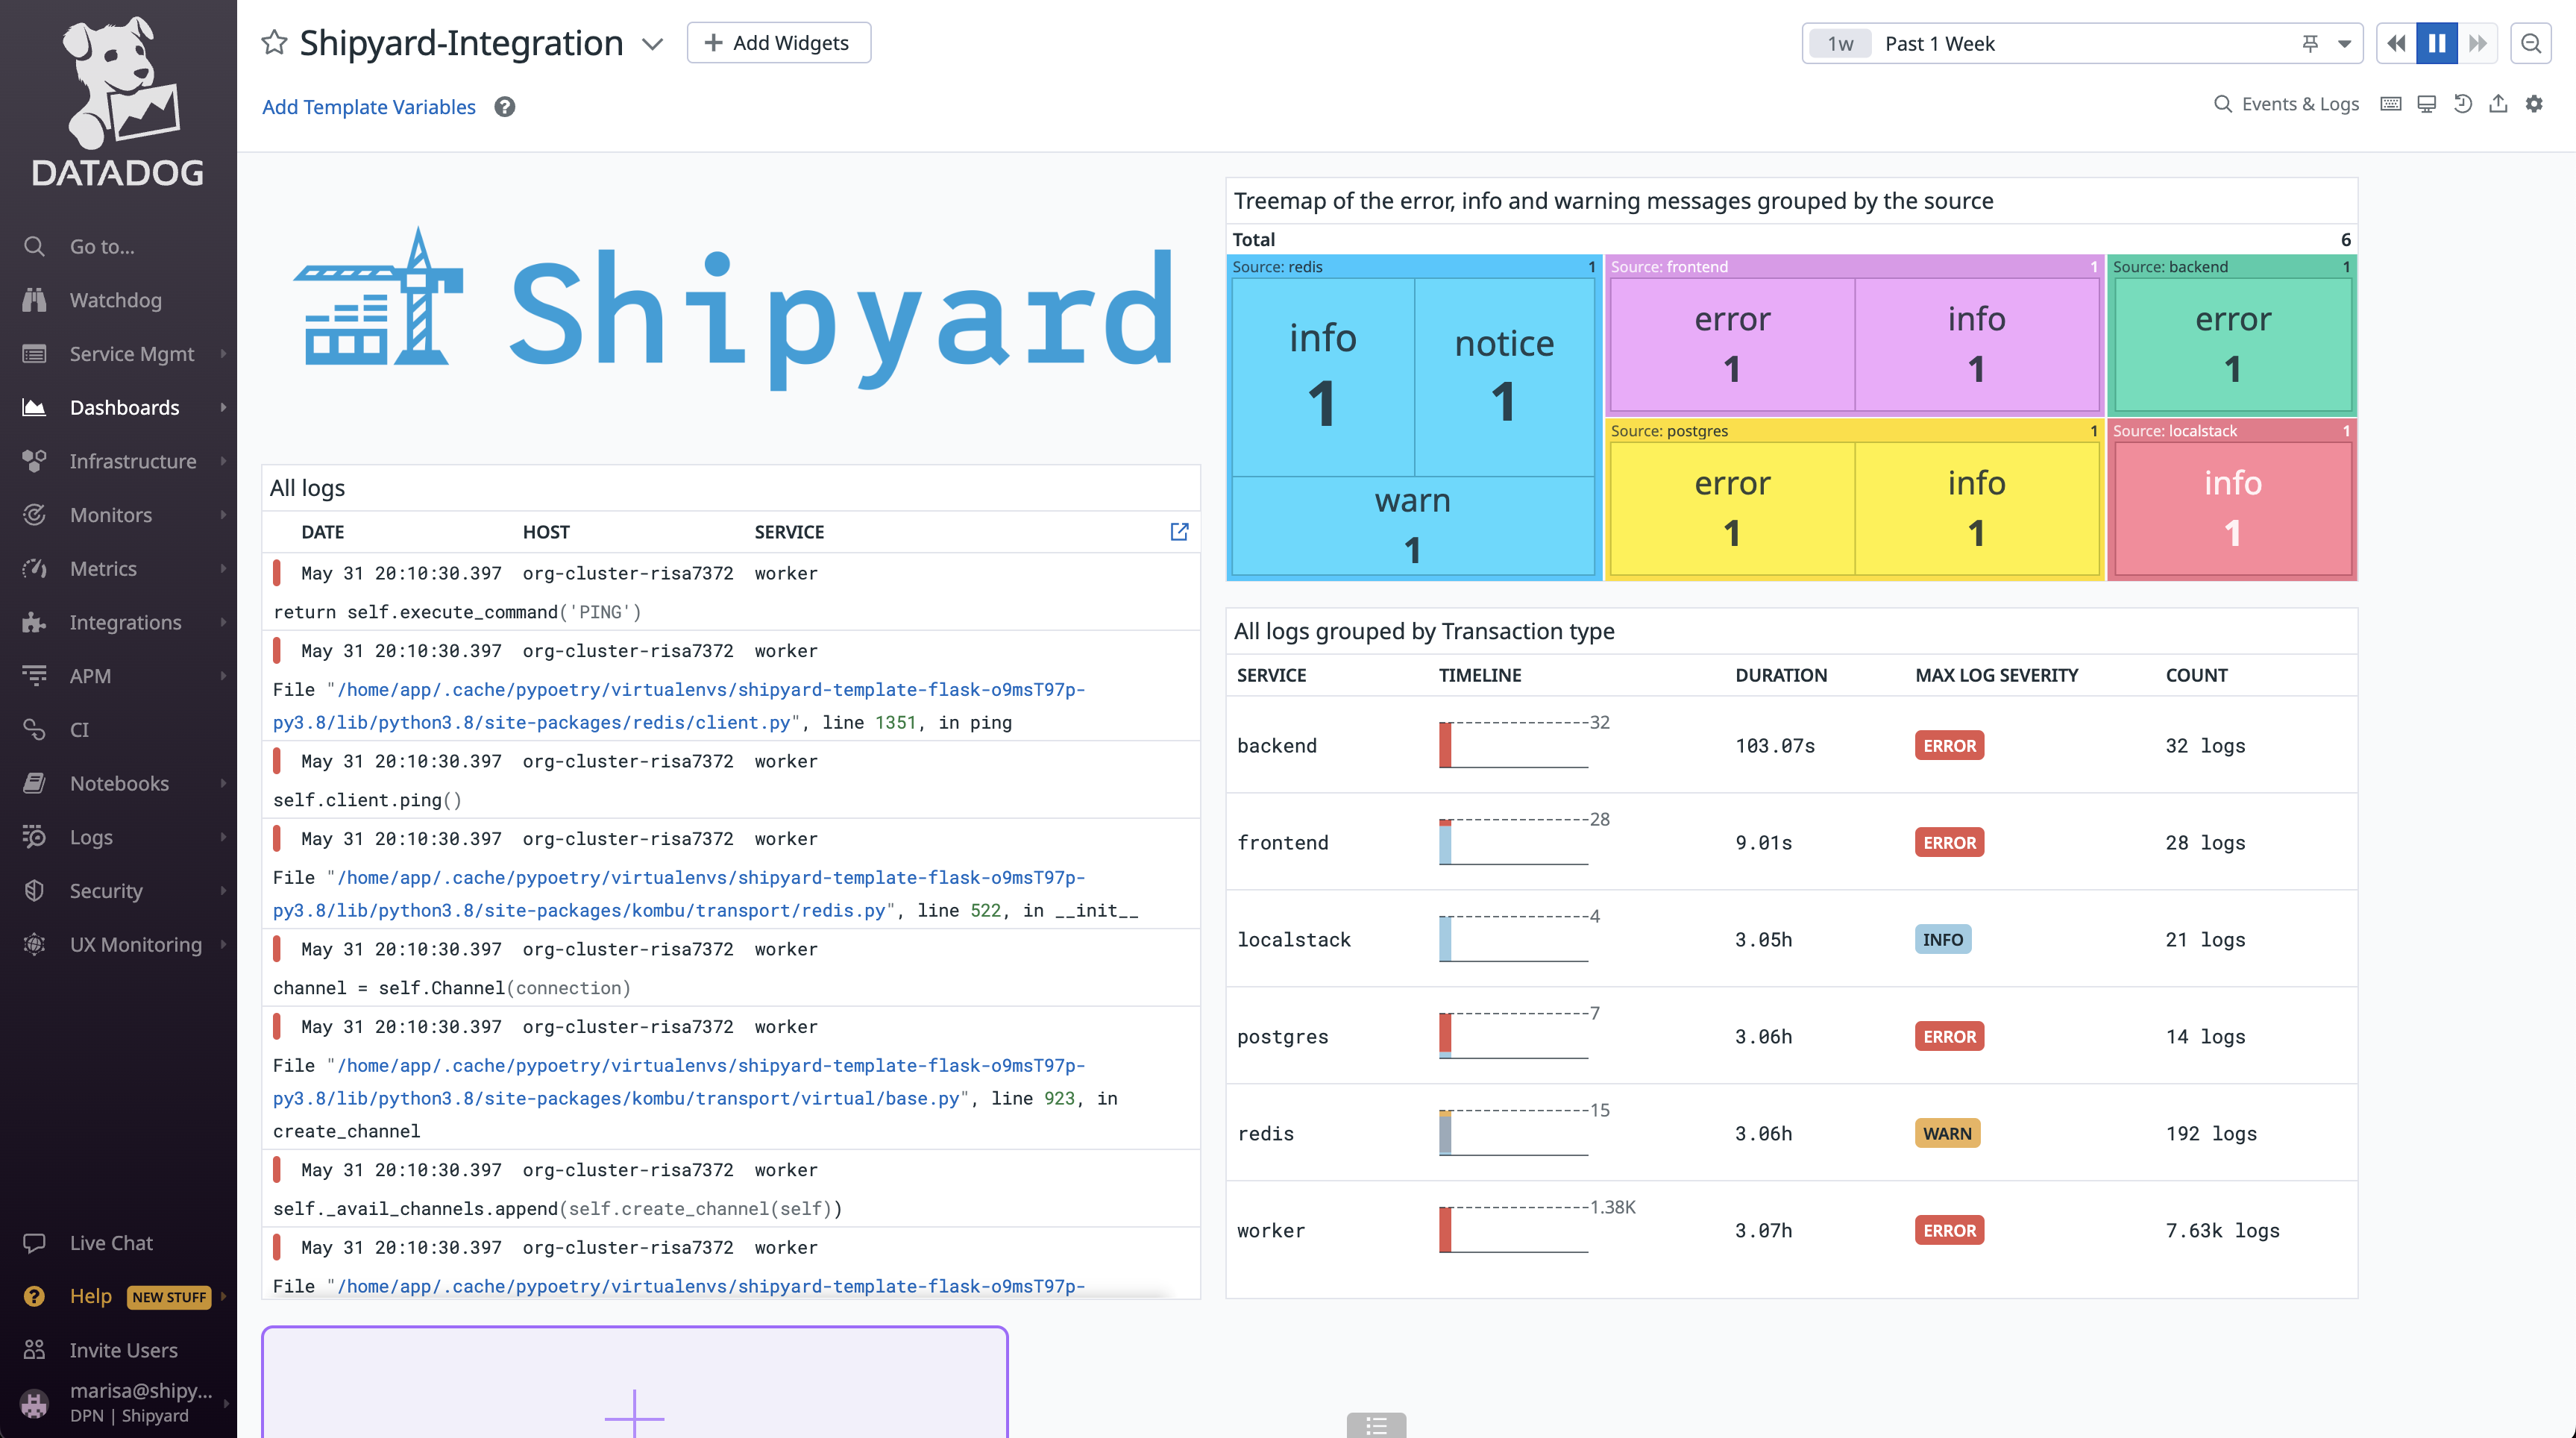 DATADOG
Go to...
Watchdog
Service Mgmt
Dashboards
Infrastructure
Monitors
Metrics
Integrations
APM
CI
Notebooks
Logs
Security
UX Monitoring
Live Chat
Help NEW STUFF
Invite Users
marisa@shipy...
DPN | Shipyard
Shipyard-Integration
Add Widgets
1w Past 1 Week
Add Template Variables
Events & Logs
Shipyard
All logs
DATE HOST SERVICE
May 31 20:10:30.397 org-cluster-risa7372 worker
return self.execute_command('PING')
May 31 20:10:30.397 org-cluster-risa7372 worker
File "/home/app/.cache/pypoetry/virtualenvs/shipyard-template-flask-o9msT97p-
py3.8/lib/python3.8/site-packages/redis/client.py", line 1351, in ping
May 31 20:10:30.397 org-cluster-risa7372 worker
self.client.ping()
May 31 20:10:30.397 org-cluster-risa7372 worker
File "/home/app/.cache/pypoetry/virtualenvs/shipyard-template-flask-o9msT97p-
py3.8/lib/python3.8/site-packages/kombu/transport/redis.py", line 522, in __init__
May 31 20:10:30.397 org-cluster-risa7372 worker
channel = self.Channel(connection)
May 31 20:10:30.397 org-cluster-risa7372 worker
File "/home/app/.cache/pypoetry/virtualenvs/shipyard-template-flask-o9msT97p-
py3.8/lib/python3.8/site-packages/kombu/transport/virtual/base.py", line 923, in
create_channel
May 31 20:10:30.397 org-cluster-risa7372 worker
self._avail_channels.append(self.create_channel(self))
May 31 20:10:30.397 org-cluster-risa7372 worker
File "/home/app/.cache/pypoetry/virtualenvs/shipyard-template-flask-o9msT97p-
Treemap of the error, info and warning messages grouped by the source
Total 6
Source: redis 1
info
1
notice
1
warn
1
Source: frontend 1
error
1
info
1
Source: backend 1
error
1
Source: postgres 1
error
1
info
1
Source: localstack 1
info
1
All logs grouped by Transaction type
SERVICE TIMELINE DURATION MAX LOG SEVERITY COUNT
backend 32 103.07s ERROR 32 logs
frontend 28 9.01s ERROR 28 logs
localstack 4 3.05h INFO 21 logs
postgres 7 3.06h ERROR 14 logs
redis 15 3.06h WARN 192 logs
worker 1.38K 3.07h ERROR 7.63k logs